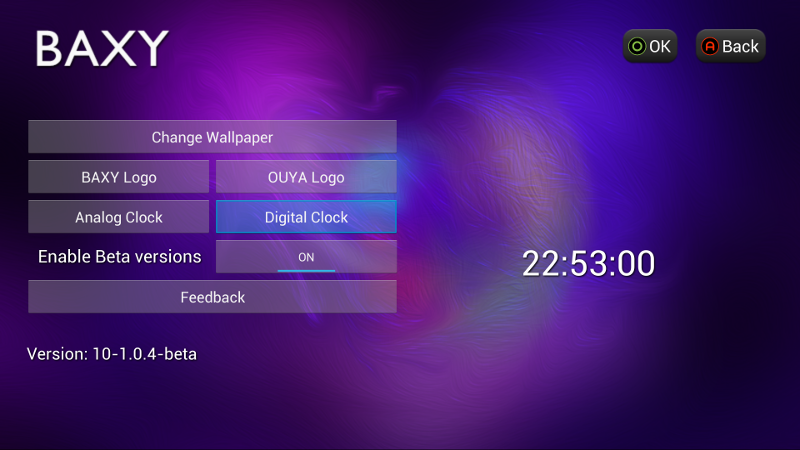 BAXY
OK
Back
Change Wallpaper
BAXY Logo
OUYA Logo
Analog Clock
Digital Clock
Enable Beta versions
ON
22:53:00
Feedback
Version: 10-1.0.4-beta